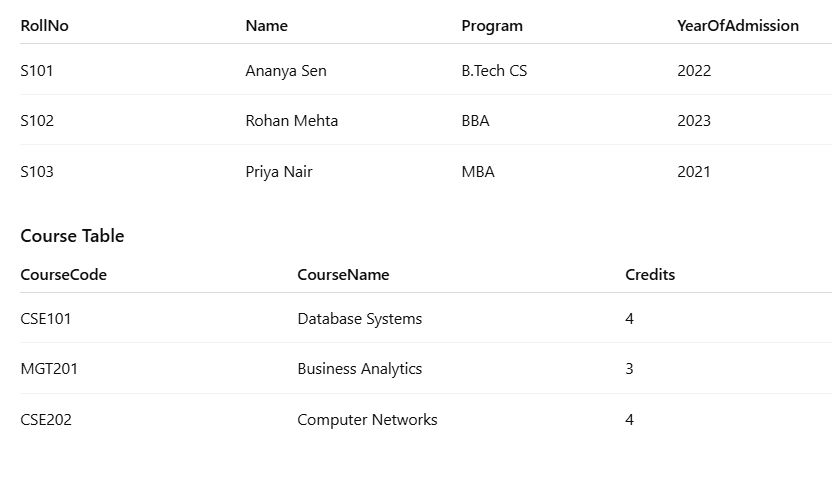 RollNo Name Program YearOfAdmission
S101 Ananya Sen B.Tech CS 2022
S102 Rohan Mehta BBA 2023
S103 Priya Nair MBA 2021
Course Table
CourseCode CourseName Credits
CSE101 Database Systems 4
MGT201 Business Analytics 3
CSE202 Computer Networks 4